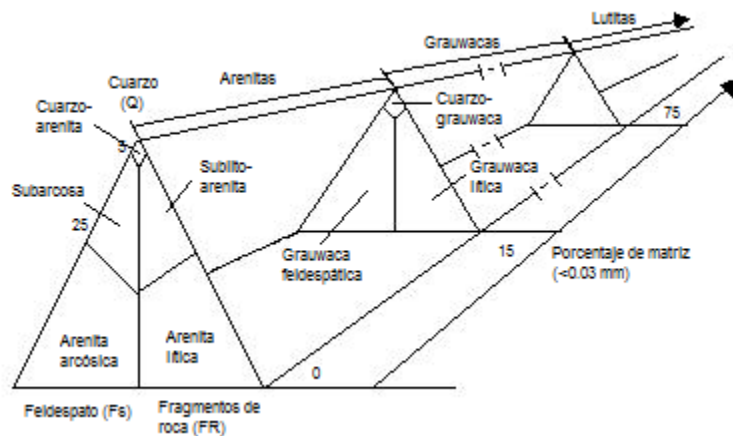 Lutitas
Grauwacas
Arenitas
Cuarzo
(Q)
Cuarzo-
arenita
5
Cuarzo-
grauwaca
75
Sublito-
arenita
Subarcosa
25
Grauwaca
lítica
Grauwaca
feldespática
15
Porcentaje de matriz
(<0.03 mm)
Arenita
arcósica
Arenita
lítica
0
Feldespato (Fs)
Fragmentos de
roca (FR)